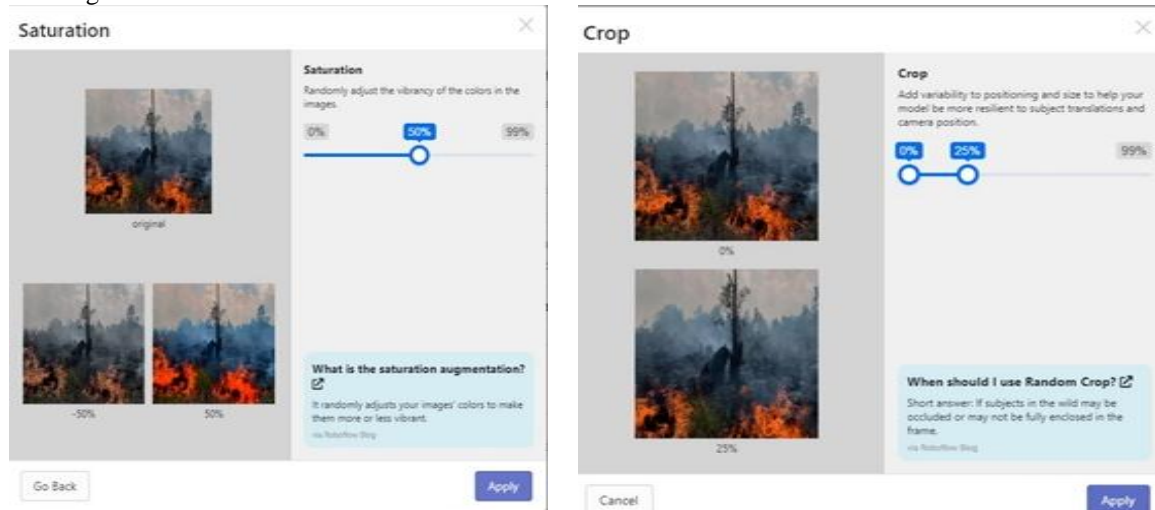 Saturation
Saturation
Randomly adjust the vibrancy of the colors in the
images.
0% 50% 99%
original
-50% 50%
What is the saturation augmentation?
It randomly adjusts your images' colors to make
them more or less vibrant.
via Roboflow Blog
Go Back
Apply
Crop
Crop
Add variability to positioning and size to help your
model be more resilient to subject translations and
camera position.
0% 25% 99%
0%
25%
When should I use Random Crop?
Short answer: If subjects in the wild may be
occluded or may not be fully enclosed in the
frame.
via Roboflow Blog
Cancel
Apply